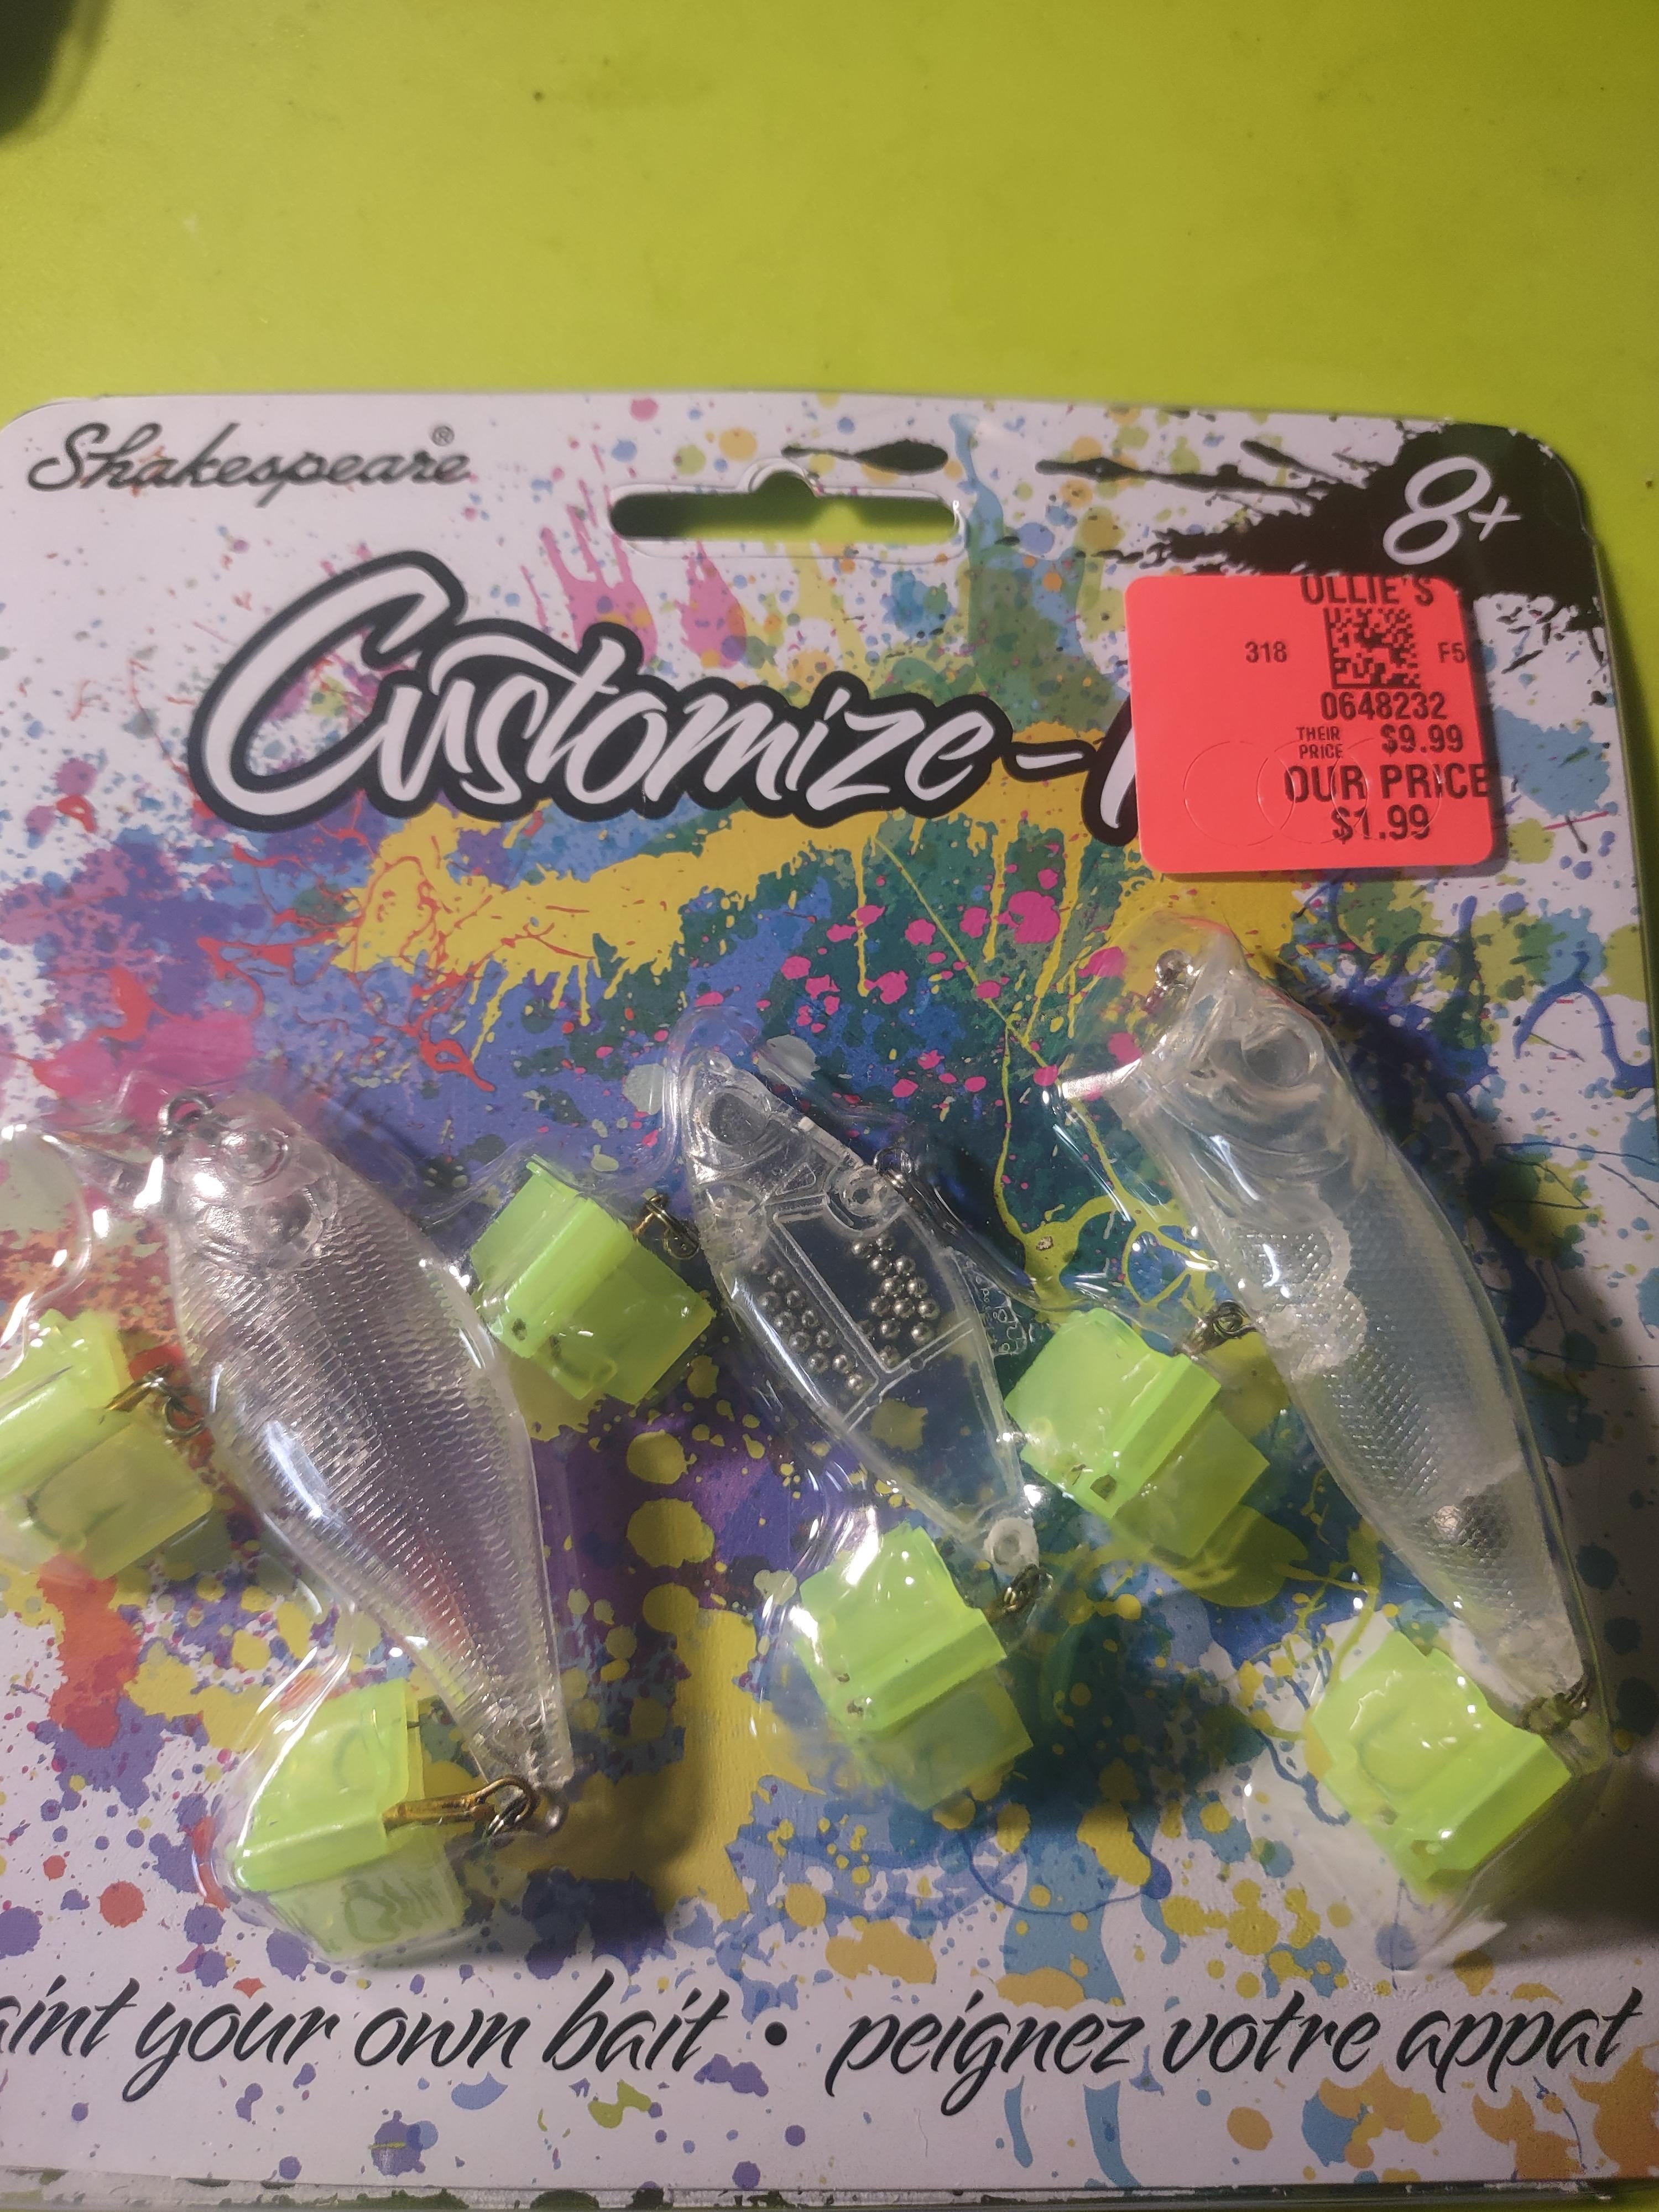 Shakespeare®
8+
Customize-
OLLIE'S
318 F5
0648232
THEIR PRICE $9.99
OUR PRICE
$1.99
aint your own bait • peignez votre appat